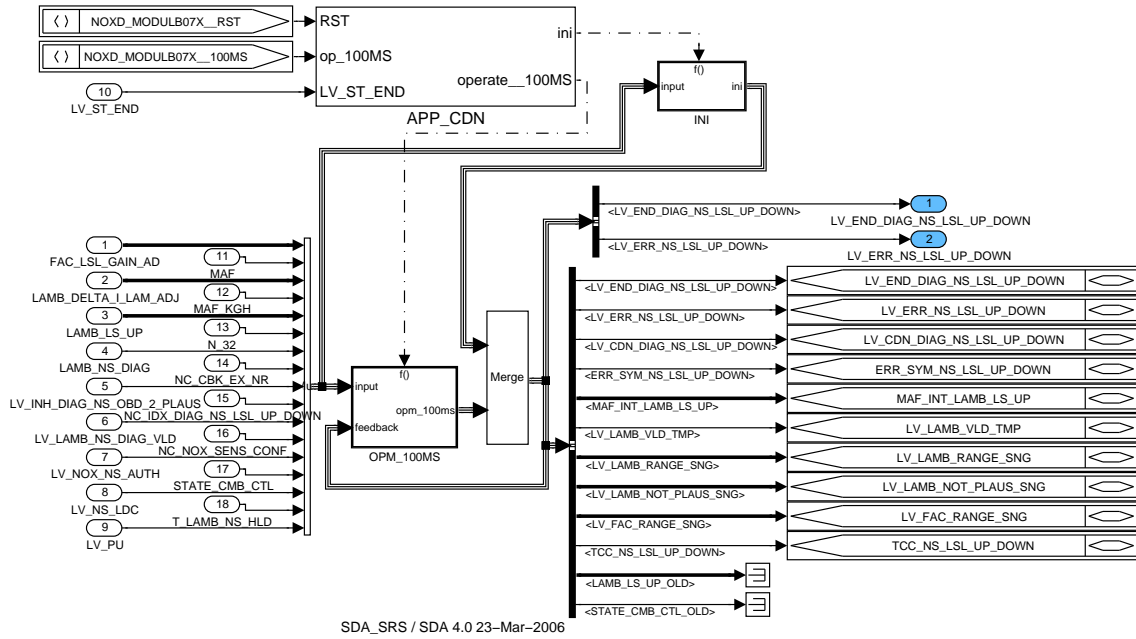 NOXD_MODULB07X__RST
NOXD_MODULB07X__100MS
10
LV_ST_END
RST
op_100MS
LV_ST_END
ini
operate__100MS
APP_CDN
f()
input
ini
INI
1
FAC_LSL_GAIN_AD
11
MAF
2
LAMB_DELTA_I_LAM_ADJ
12
MAF_KGH
3
LAMB_LS_UP
13
N_32
4
LAMB_NS_DIAG
14
NC_CBK_EX_NR
5
LV_INH_DIAG_NS_OBD_2_PLAUS
15
NC_IDX_DIAG_NS_LSL_UP_DOWN
6
LV_LAMB_NS_DIAG_VLD
16
NC_NOX_SENS_CONF
7
LV_NOX_NS_AUTH
17
STATE_CMB_CTL
8
LV_NS_LDC
18
T_LAMB_NS_HLD
9
LV_PU
f()
input
feedback
opm_100ms
OPM_100MS
Merge
<LV_END_DIAG_NS_LSL_UP_DOWN>
1
LV_END_DIAG_NS_LSL_UP_DOWN
<LV_ERR_NS_LSL_UP_DOWN>
2
LV_ERR_NS_LSL_UP_DOWN
<LV_END_DIAG_NS_LSL_UP_DOWN>
LV_END_DIAG_NS_LSL_UP_DOWN
<LV_ERR_NS_LSL_UP_DOWN>
LV_ERR_NS_LSL_UP_DOWN
<LV_CDN_DIAG_NS_LSL_UP_DOWN>
LV_CDN_DIAG_NS_LSL_UP_DOWN
<ERR_SYM_NS_LSL_UP_DOWN>
ERR_SYM_NS_LSL_UP_DOWN
<MAF_INT_LAMB_LS_UP>
MAF_INT_LAMB_LS_UP
<LV_LAMB_VLD_TMP>
LV_LAMB_VLD_TMP
<LV_LAMB_RANGE_SNG>
LV_LAMB_RANGE_SNG
<LV_LAMB_NOT_PLAUS_SNG>
LV_LAMB_NOT_PLAUS_SNG
<LV_FAC_RANGE_SNG>
LV_FAC_RANGE_SNG
<TCC_NS_LSL_UP_DOWN>
TCC_NS_LSL_UP_DOWN
<LAMB_LS_UP_OLD>
<STATE_CMB_CTL_OLD>
SDA_SRS / SDA 4.0 23-Mar-2006